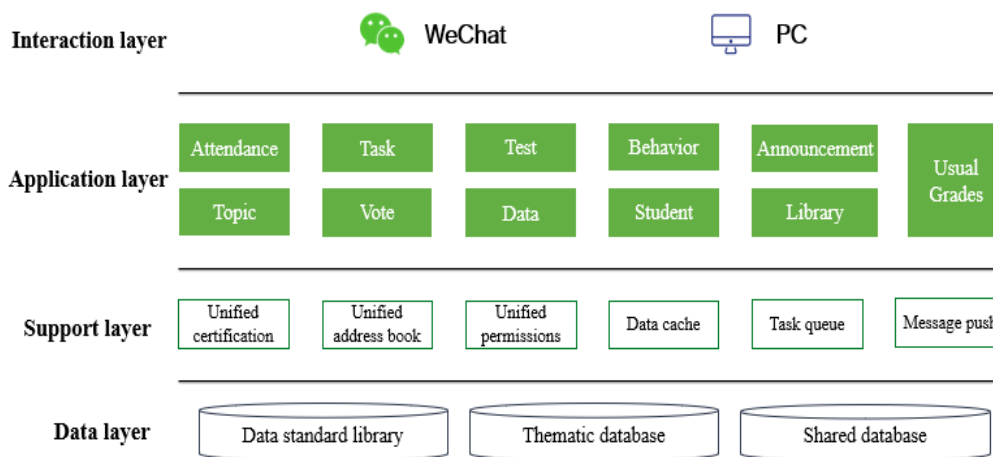 Interaction layer
WeChat
PC
Application layer
Attendance
Task
Test
Behavior
Announcement
Usual
Grades
Topic
Vote
Data
Student
Library
Support layer
Unified
certification
Unified
address book
Unified
permissions
Data cache
Task queue
Message push
Data layer
Data standard library
Thematic database
Shared database